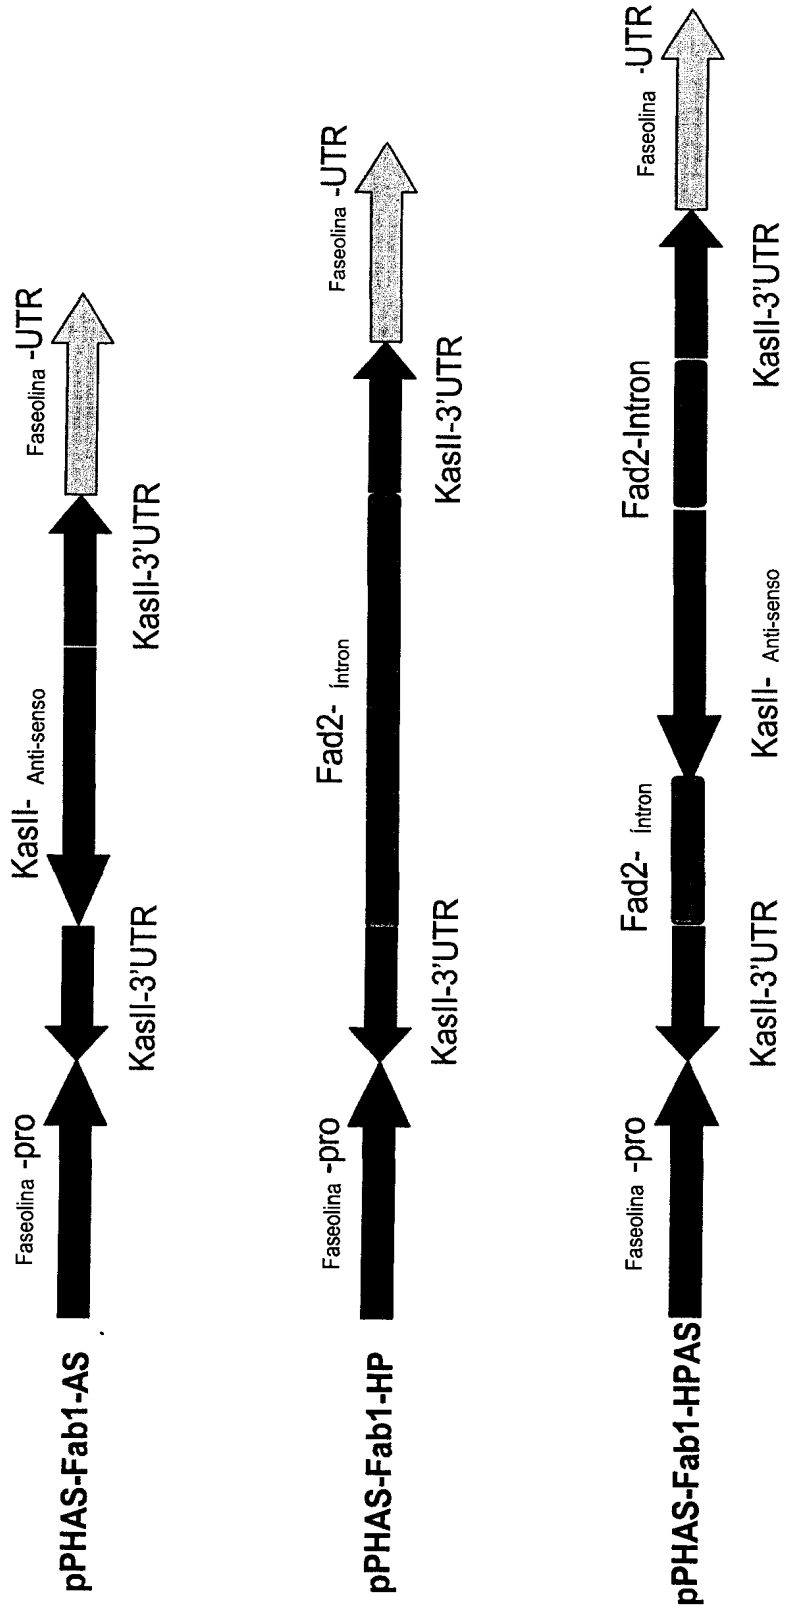 pPHAS-Fab1-AS
Faseolina -pro
KasII-3'UTR
KasII- Anti-senso
KasII-3'UTR
Faseolina -UTR
pPHAS-Fab1-HP
Faseolina -pro
KasII-3'UTR
Fad2- íntron
KasII-3'UTR
Faseolina -UTR
pPHAS-Fab1-HPAS
Faseolina -pro
KasII-3'UTR
Fad2- íntron
KasII- Anti-senso
Fad2-Intron
KasII-3'UTR
Faseolina -UTR